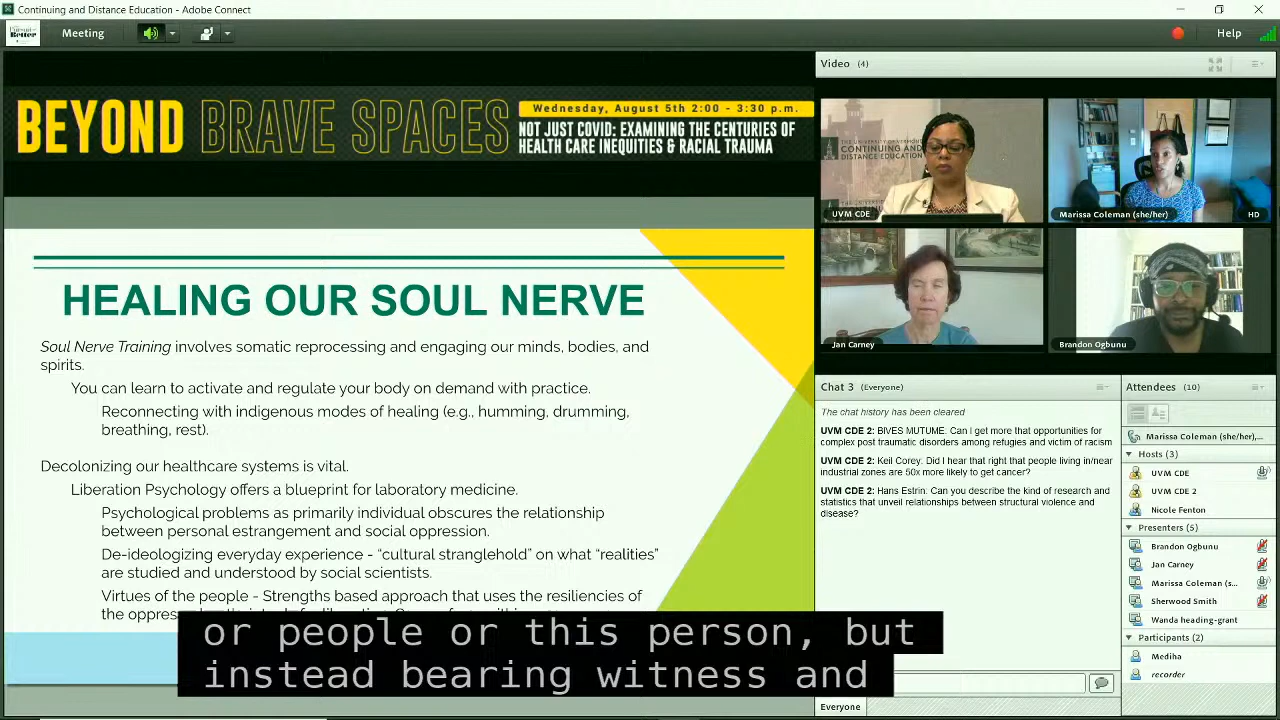 Continuing and Distance Education - Adobe Connect
Meeting
Help
BEYOND BRAVE SPACES
Wednesday, August 5th 2:00 - 3:30 p.m.
NOT JUST COVID: EXAMINING THE CENTURIES OF
HEALTH CARE INEQUITIES & RACIAL TRAUMA
HEALING OUR SOUL NERVE
Soul Nerve Training involves somatic reprocessing and engaging our minds, bodies, and
spirits.
You can learn to activate and regulate your body on demand with practice.
Reconnecting with indigenous modes of healing (e.g., humming, drumming,
breathing, rest).
Decolonizing our healthcare systems is vital.
Liberation Psychology offers a blueprint for laboratory medicine.
Psychological problems as primarily individual obscures the relationship
between personal estrangement and social oppression.
De-ideologizing everyday experience - “cultural stranglehold” on what “realities”
are studied and understood by social scientists.
Virtues of the people - Strengths based approach that uses the resiliencies of
the
or people or this person, but
instead bearing witness and
Video (4)
THE UNIVERSITY OF VERMONT
CONTINUING AND
DISTANCE EDUCATION
UVM CDE
Marissa Coleman (she/her)
HD
Jan Carney
Brandon Ogbunu
Chat 3 (Everyone)
The chat history has been cleared
UVM CDE 2: BIVES MUTUME: Can I get more that opportunities for
complex post traumatic disorders among refugies and victim of racism
UVM CDE 2: Keil Corey: Did I hear that right that people living in/near
industrial zones are 50x more likely to get cancer?
UVM CDE 2: Hans Estrin: Can you describe the kind of research and
statistics that unveil relationships between structural violence and
disease?
Everyone
Attendees (10)
Marissa Coleman (she/her),...
Hosts (3)
UVM CDE
UVM CDE 2
Nicole Fenton
Presenters (5)
Brandon Ogbunu
Jan Carney
Marissa Coleman (s...
Sherwood Smith
Wanda heading-grant
Participants (2)
Mediha
recorder